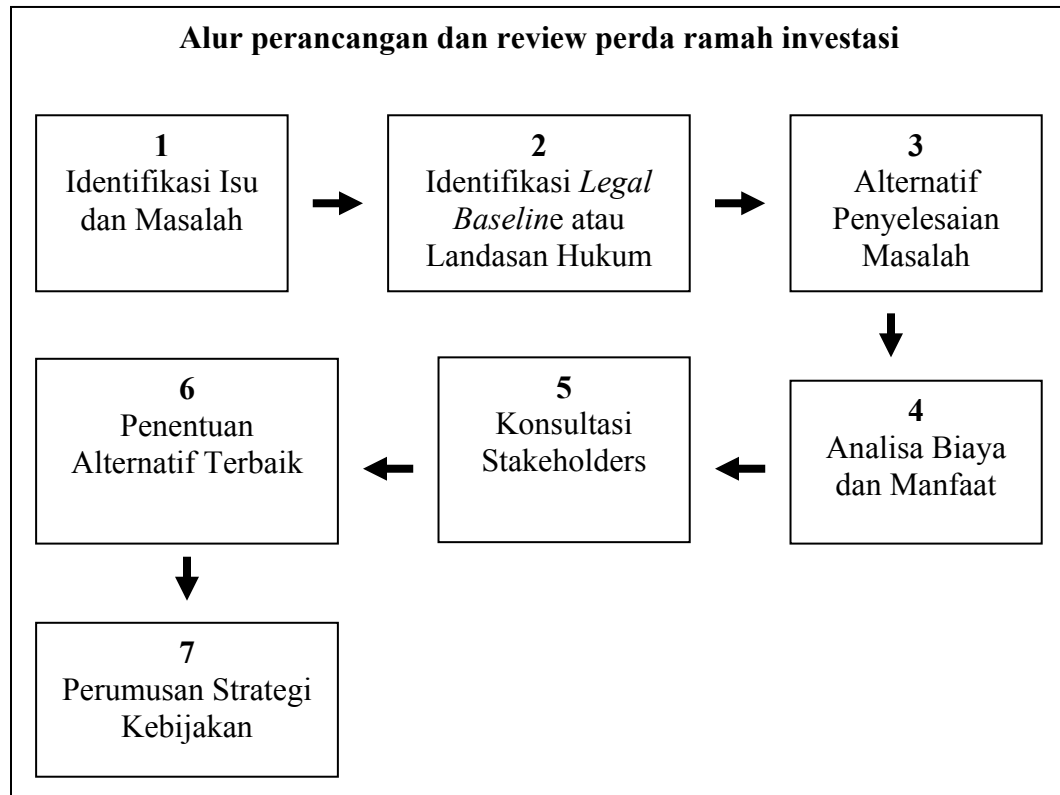 Alur perancangan dan review perda ramah investasi
1
Identifikasi Isu
dan Masalah
2
Identifikasi Legal
Baseline atau
Landasan Hukum
3
Alternatif
Penyelesaian
Masalah
4
Analisa Biaya
dan Manfaat
5
Konsultasi
Stakeholders
6
Penentuan
Alternatif Terbaik
7
Perumusan Strategi
Kebijakan